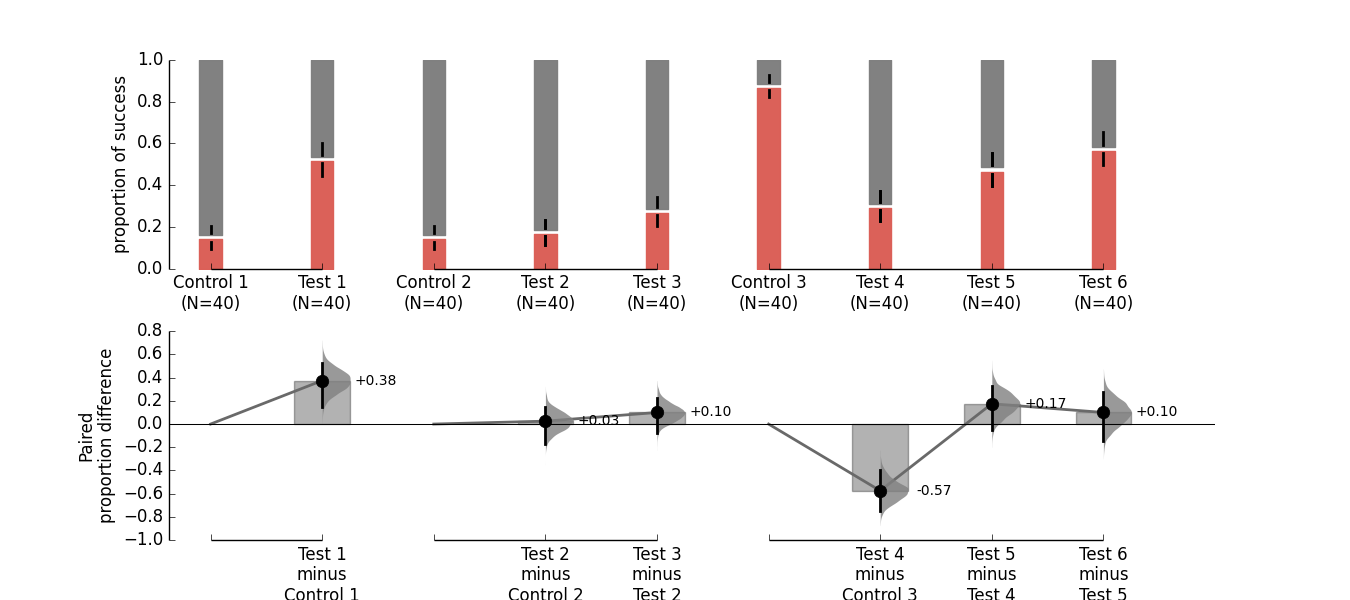 1.0
0.8
0.6
0.4
0.2
0.0
proportion of success
Control 1
(N=40)
Test 1
(N=40)
Control 2
(N=40)
Test 2
(N=40)
Test 3
(N=40)
Control 3
(N=40)
Test 4
(N=40)
Test 5
(N=40)
Test 6
(N=40)
0.8
0.6
0.4
0.2
0.0
−0.2
−0.4
−0.6
−0.8
−1.0
Paired
proportion difference
+0.38
+0.03
+0.10
-0.57
+0.17
+0.10
Test 1
minus
Control 1
Test 2
minus
Control 2
Test 3
minus
Test 2
Test 4
minus
Control 3
Test 5
minus
Test 4
Test 6
minus
Test 5